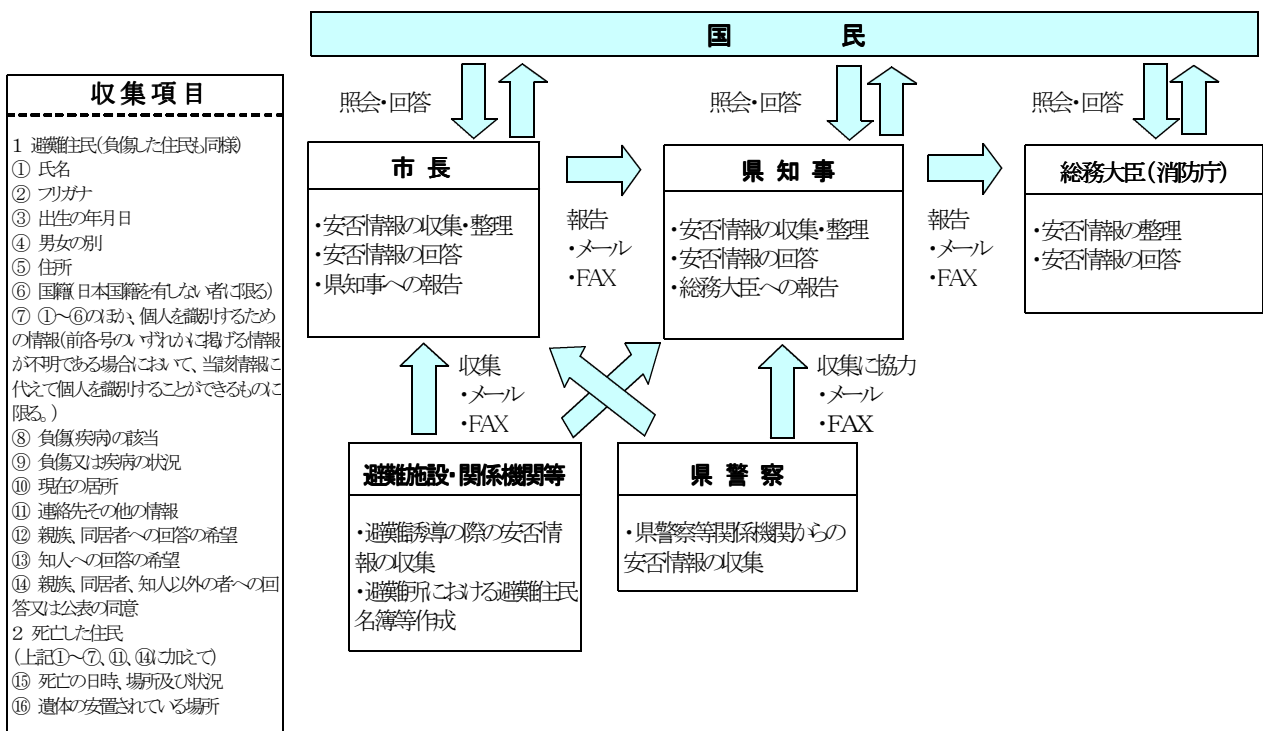 国　民
収集項目
1 避難住民(負傷した住民も同様)
① 氏名
② フリガナ
③ 出生の年月日
④ 男女の別
⑤ 住所
⑥ 国籍(日本国籍を有しない者に限る)
⑦ ①～⑥のほか、個人を識別するため
の情報(前各号のいずれかに掲げる情報
が不明である場合において、当該情報に
代えて個人を識別することができるものに
限る。)
⑧ 負傷(疾病)の該当
⑨ 負傷又は疾病の状況
⑩ 現在の居所
⑪ 連絡先その他の情報
⑫ 親族、同居者への回答の希望
⑬ 知人への回答の希望
⑭ 親族、同居者、知人以外の者への回
答又は公表の同意
2 死亡した住民
(上記①～⑦、⑪、⑭に加えて)
⑮ 死亡の日時、場所及び状況
⑯ 遺体の安置されている場所
照会・回答
照会・回答
照会・回答
市長
・安否情報の収集・整理
・安否情報の回答
・県知事への報告
報告
・メール
・FAX
県知事
・安否情報の収集・整理
・安否情報の回答
・総務大臣への報告
報告
・メール
・FAX
総務大臣(消防庁)
・安否情報の整理
・安否情報の回答
収集
・メール
・FAX
収集に協力
・メール
・FAX
避難施設・関係機関等
・避難誘導の際の安否情
報の収集
・避難所における避難住民
名簿等作成
県警察
・県警察等関係機関からの
安否情報の収集